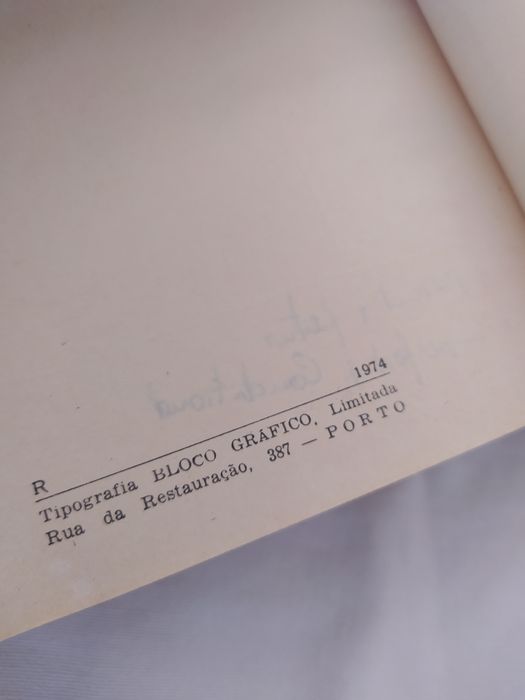 R 1974
Tipografia BLOCO GRÁFICO, Limitada
Rua da Restauração, 387 — PORTO